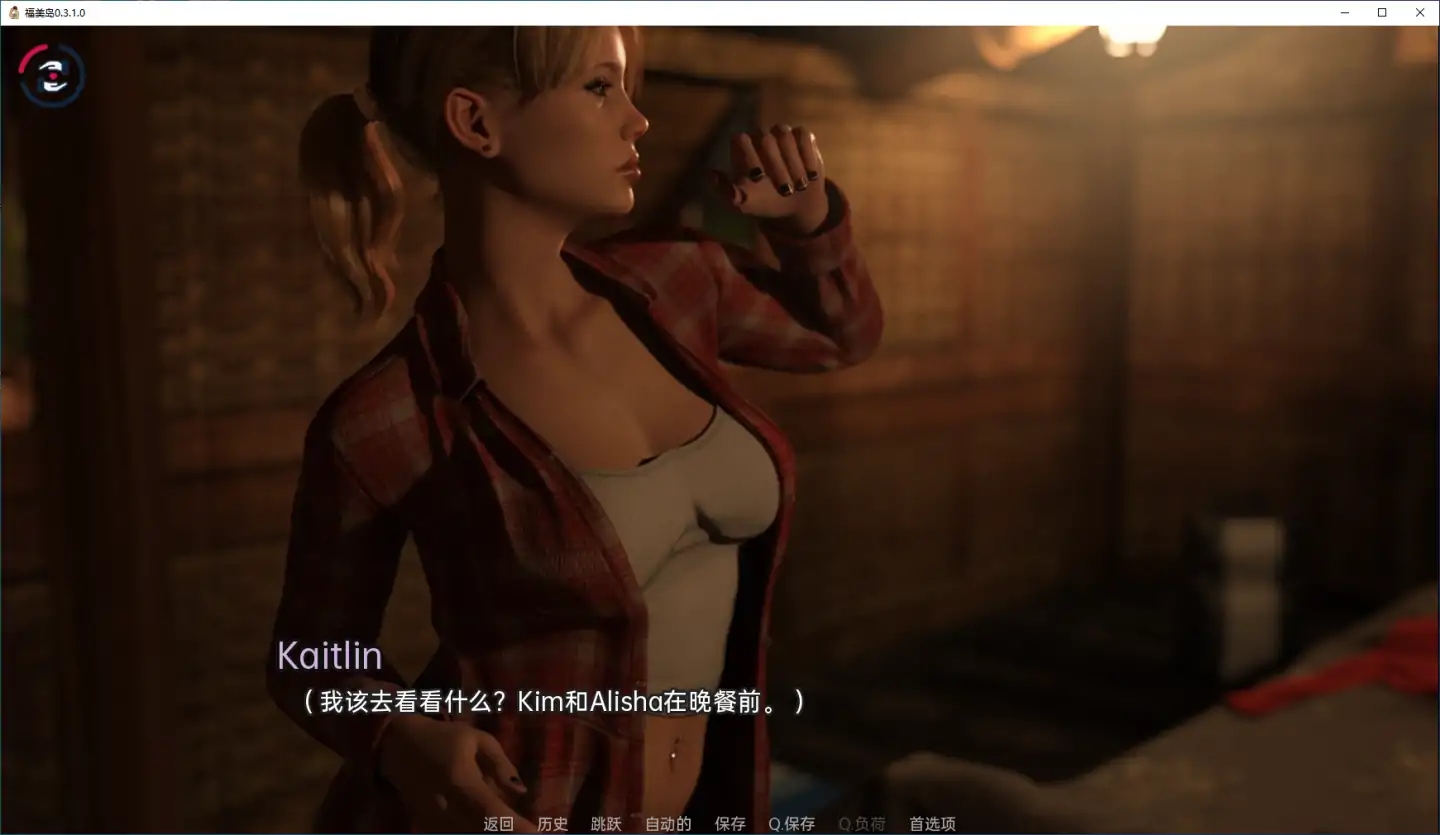 福美岛0.3.1.0
Kaitlin
（我该去看看什么？Kim和Alisha在晚餐前。）
返回 历史 跳跃 自动的 保存 Q.保存 Q.负荷 首选项